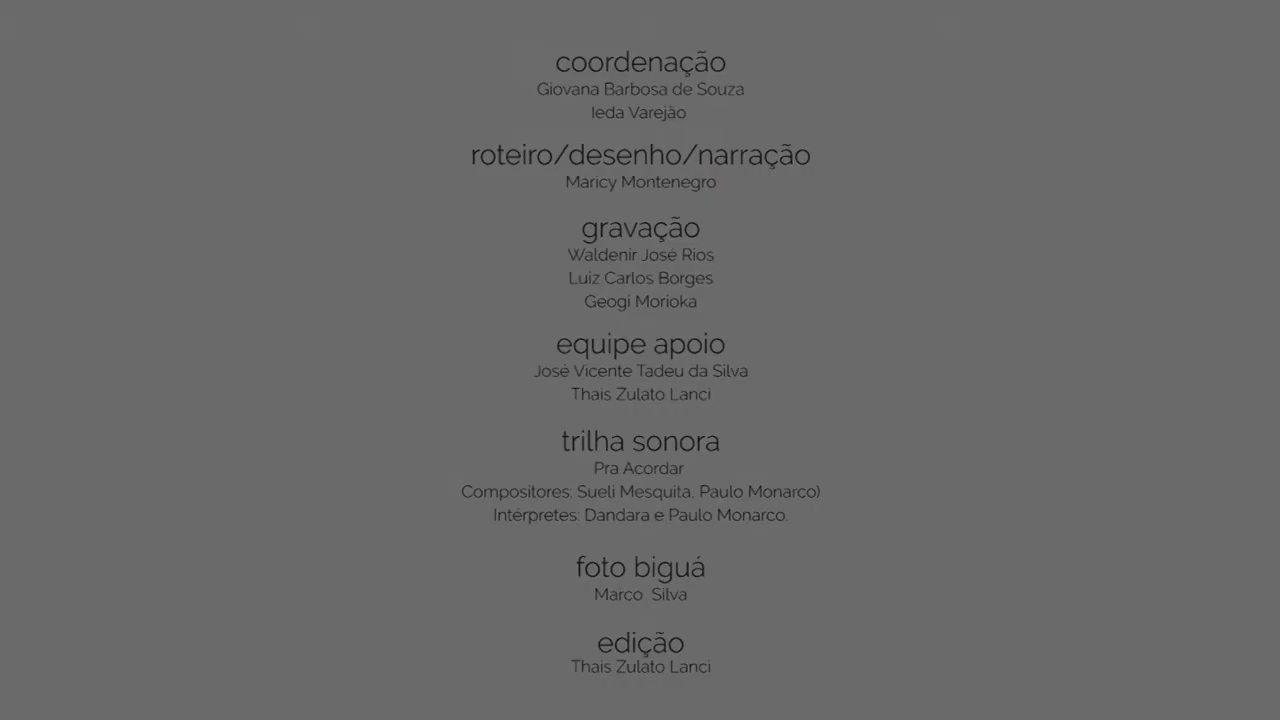 coordenação
Giovana Barbosa de Souza
Ieda Varejão
roteiro/desenho/narração
Maricy Montenegro
gravação
Waldenir José Rios
Luiz Carlos Borges
Geogi Morioka
equipe apoio
José Vicente Tadeu da Silva
Thais Zulato Lanci
trilha sonora
Pra Acordar
Compositores: Sueli Mesquita, Paulo Monarco)
Intérpretes: Dandara e Paulo Monarco.
foto biguá
Marco Silva
edição
Thais Zulato Lanci